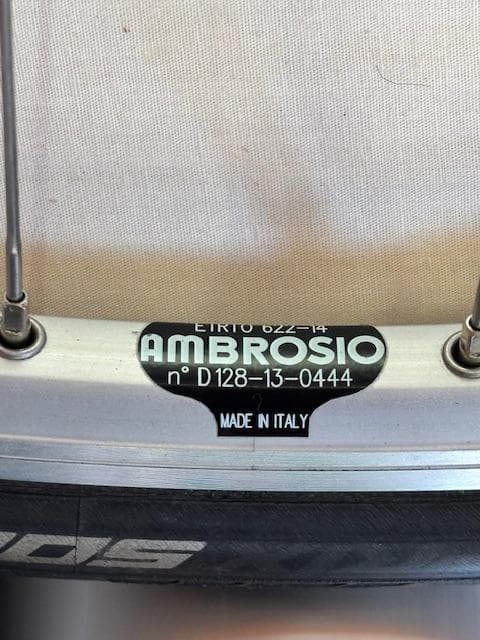 ETRTO 622-14
AMBROSIO
n° D128-13-0444
MADE IN ITALY